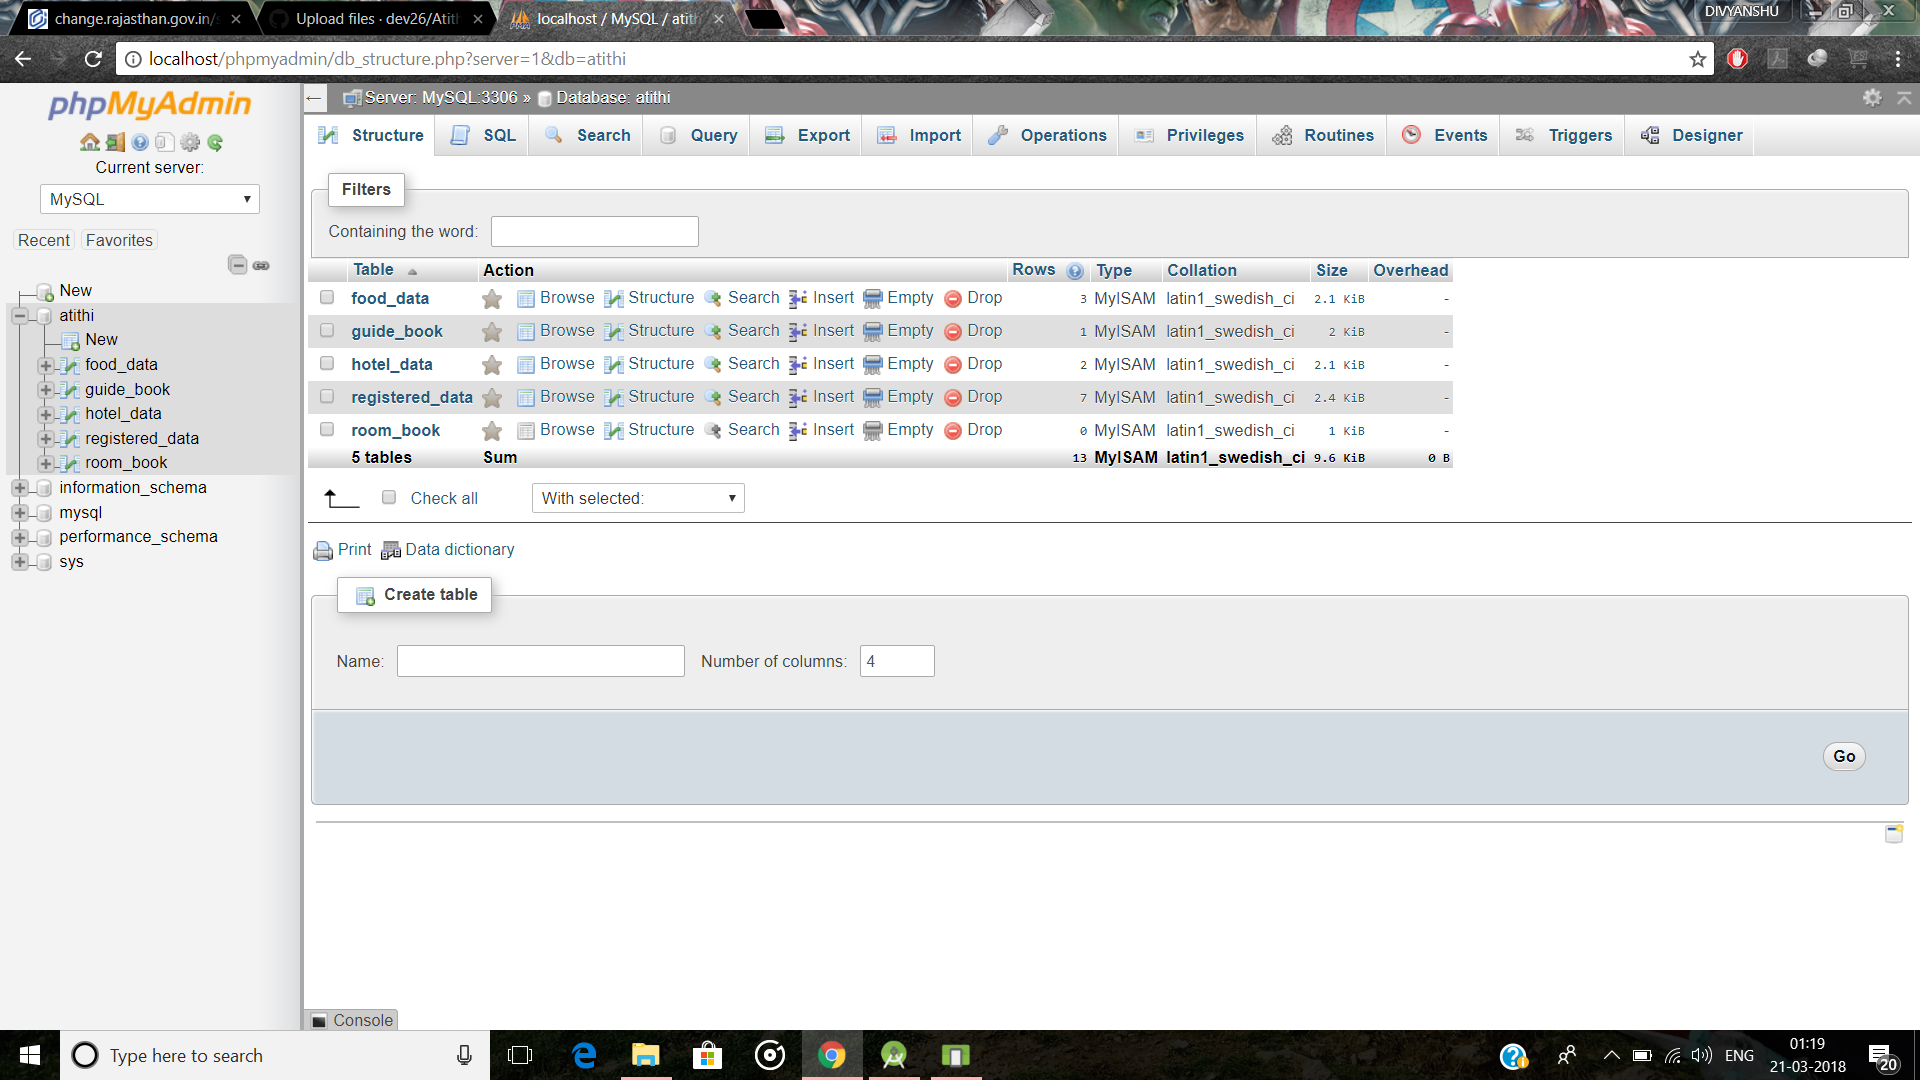 change.rajasthan.gov.in/
Upload files · dev26/Atit
localhost / MySQL / atit
DIVYANSHU
localhost/phpmyadmin/db_structure.php?server=1&db=atithi
phpMyAdmin
Current server:
MySQL
Recent Favorites
New
atithi
New
food_data
guide_book
hotel_data
registered_data
room_book
information_schema
mysql
performance_schema
sys
Server: MySQL:3306 » Database: atithi
Structure SQL Search Query Export Import Operations Privileges Routines Events Triggers Designer
Filters
Containing the word:
Table Action Rows Type Collation Size Overhead
food_data Browse Structure Search Insert Empty Drop 3 MyISAM latin1_swedish_ci 2.1 KiB -
guide_book Browse Structure Search Insert Empty Drop 1 MyISAM latin1_swedish_ci 2 KiB -
hotel_data Browse Structure Search Insert Empty Drop 2 MyISAM latin1_swedish_ci 2.1 KiB -
registered_data Browse Structure Search Insert Empty Drop 7 MyISAM latin1_swedish_ci 2.4 KiB -
room_book Browse Structure Search Insert Empty Drop 0 MyISAM latin1_swedish_ci 1 KiB -
5 tables Sum 13 MyISAM latin1_swedish_ci 9.6 KiB 0 B
Check all With selected:
Print Data dictionary
Create table
Name: Number of columns: 4
Go
Console
Type here to search
ENG
01:19
21-03-2018
20